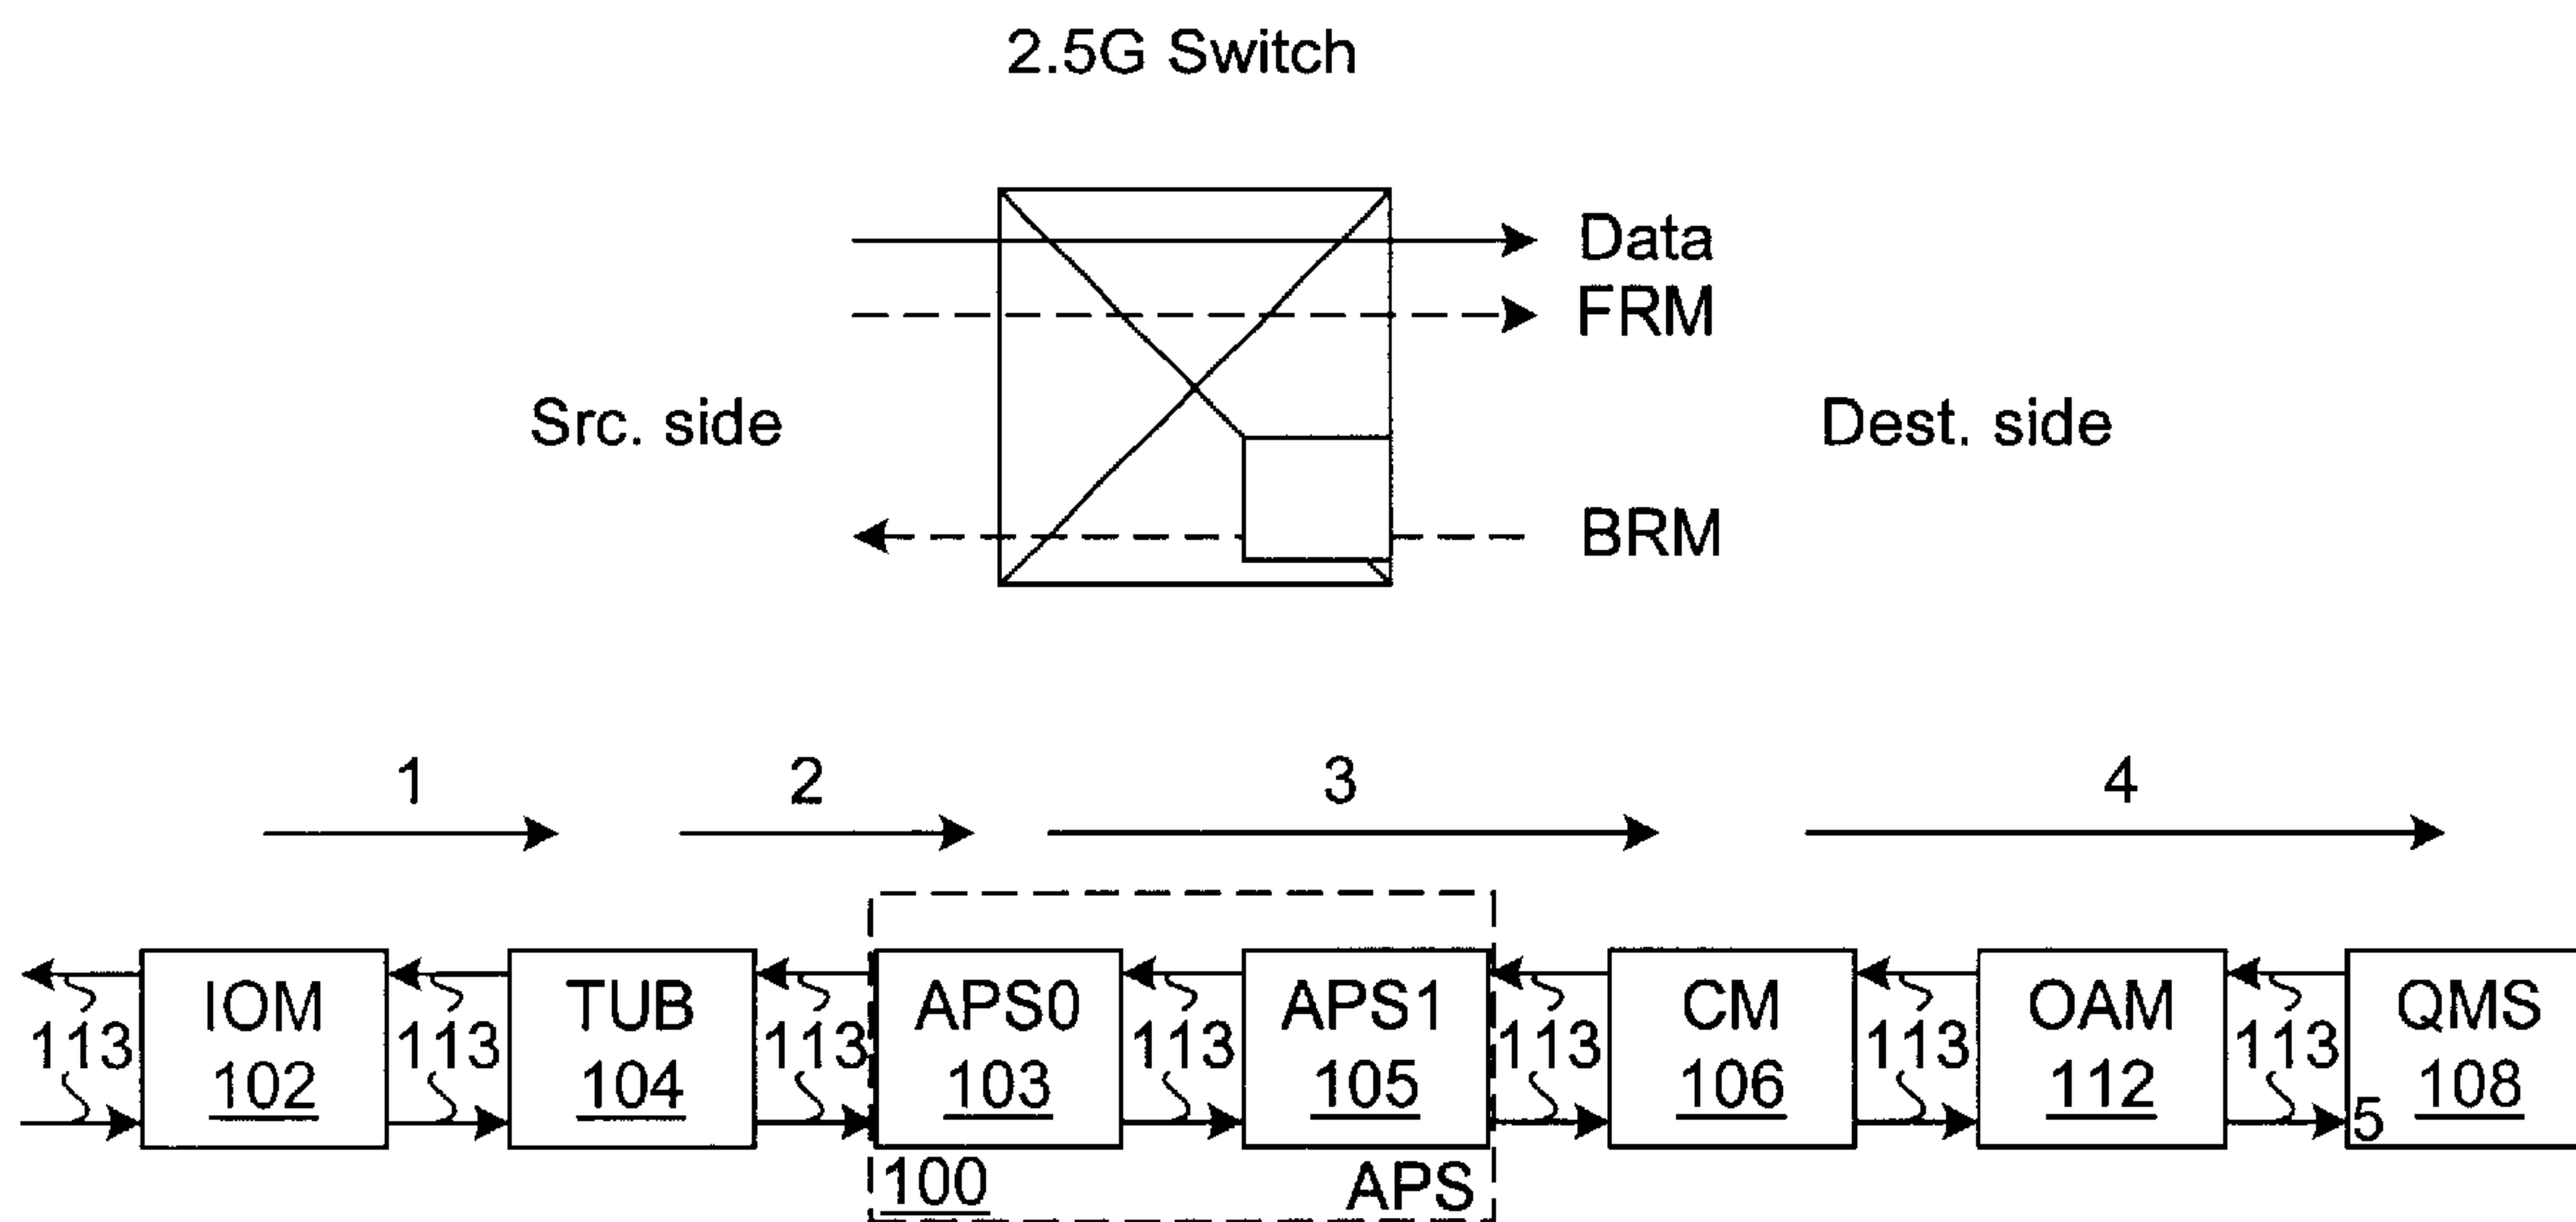 2.5G Switch
Data
FRM
Src. side
Dest. side
BRM
1 2 3 4
IOM TUB APS0 APS1 CM OAM QMS
113 113 113 113 113 113 113
102 104 103 105 106 112 5 108
100 APS